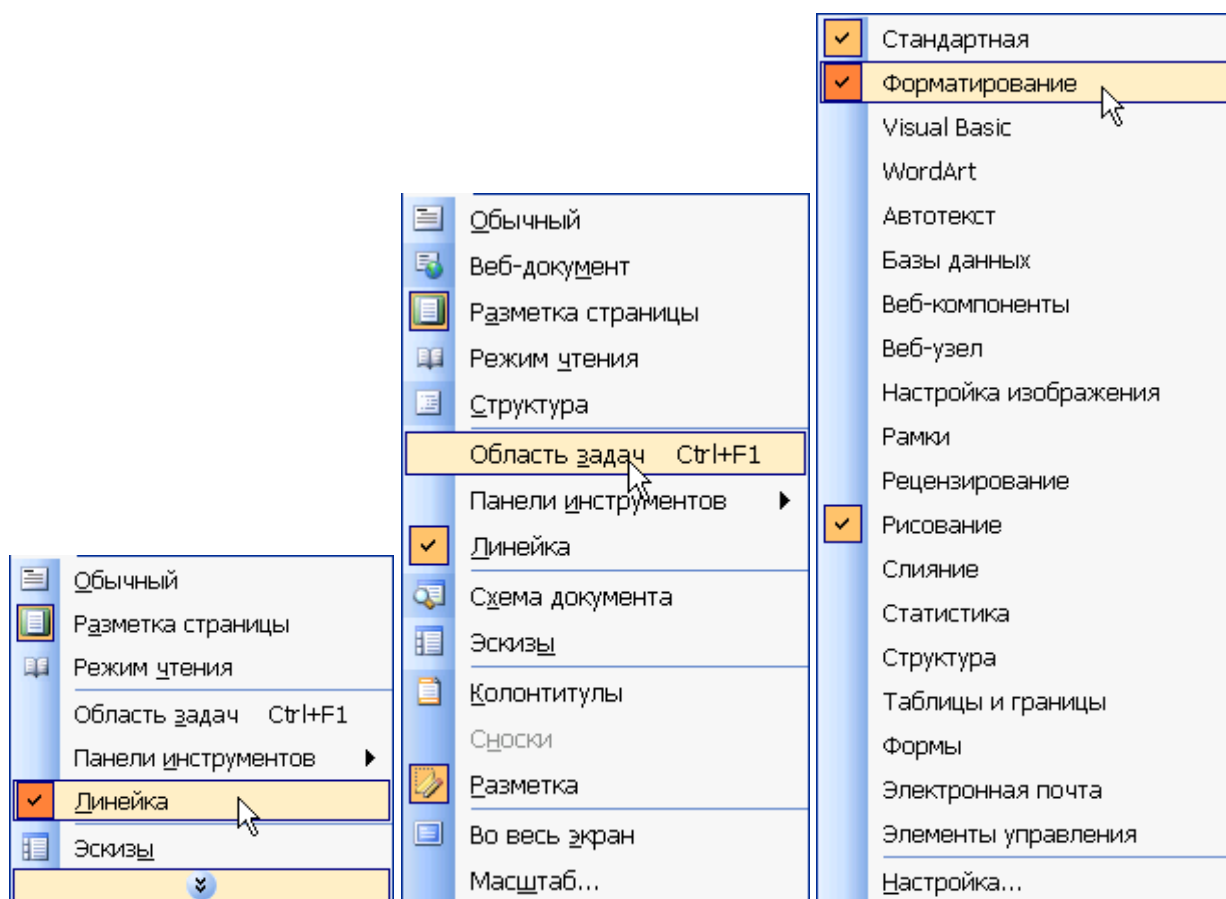 Обычный
Разметка страницы
Режим чтения
Область задач Ctrl+F1
Панели инструментов
Линейка
Эскизы
Обычный
Веб-документ
Разметка страницы
Режим чтения
Структура
Область задач Ctrl+F1
Панели инструментов
Линейка
Схема документа
Эскизы
Колонтитулы
Сноски
Разметка
Во весь экран
Масштаб...
Стандартная
Форматирование
Visual Basic
WordArt
Автотекст
Базы данных
Веб-компоненты
Веб-узел
Настройка изображения
Рамки
Рецензирование
Рисование
Слияние
Статистика
Структура
Таблицы и границы
Формы
Электронная почта
Элементы управления
Настройка...